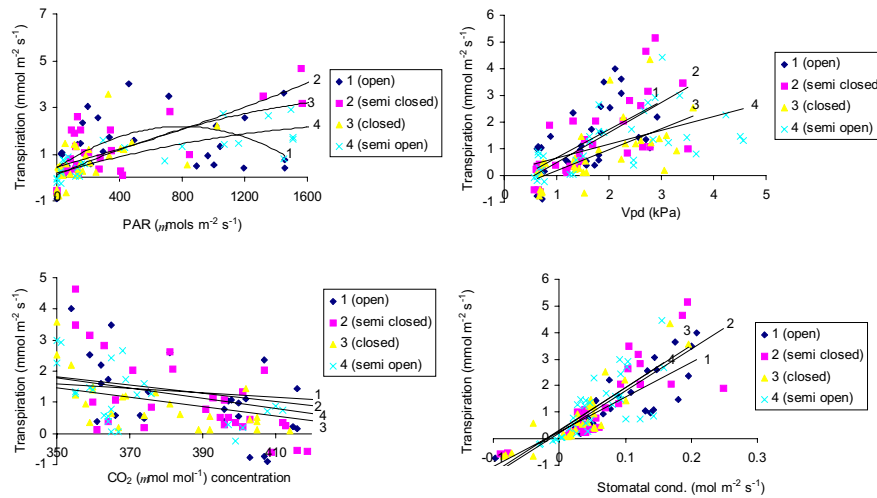 Transpiration (mmol m⁻² s⁻¹)
7
5
3
1
-1
0
400
800
1200
1600
PAR (mmols m⁻² s⁻¹)
2
3
4
1
1 (open)
2 (semi closed)
3 (closed)
4 (semi open)
Transpiration (mmol m⁻² s⁻¹)
6
5
4
3
2
1
0
-1
0
1
2
3
4
5
Vpd (kPa)
1
2
3
4
1 (open)
2 (semi closed)
3 (closed)
4 (semi open)
Transpiration (mmol m⁻² s⁻¹)
5
4
3
2
1
0
-1
350
370
390
410
CO₂ (mmol mol⁻¹) concentration
1
2
4
3
1 (open)
2 (semi closed)
3 (closed)
4 (semi open)
Transpiration (mmol m⁻² s⁻¹)
6
5
4
3
2
1
0
-1
-0.1
0
0.1
0.2
0.3
Stomatal cond. (mol m⁻² s⁻¹)
3
2
4
1
1 (open)
2 (semi closed)
3 (closed)
4 (semi open)